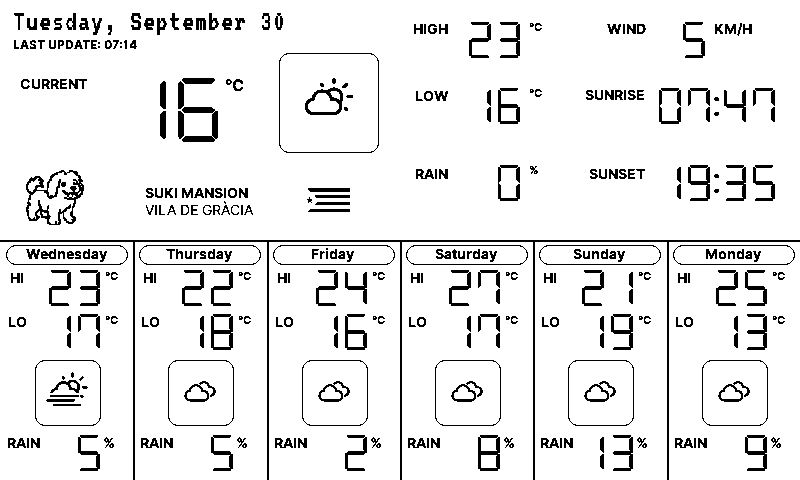 Tuesday, September 30
LAST UPDATE: 07:14
CURRENT
16 °C
SUKI MANSION
VILA DE GRÀCIA
HIGH 23 °C
LOW 16 °C
RAIN 0 %
WIND 5 KM/H
SUNRISE 07:47
SUNSET 19:35
Wednesday
HI 23 °C
LO 17 °C
RAIN 5 %
Thursday
HI 22 °C
LO 18 °C
RAIN 5 %
Friday
HI 24 °C
LO 16 °C
RAIN 2 %
Saturday
HI 27 °C
LO 17 °C
RAIN 8 %
Sunday
HI 21 °C
LO 19 °C
RAIN 13 %
Monday
HI 25 °C
LO 13 °C
RAIN 9 %